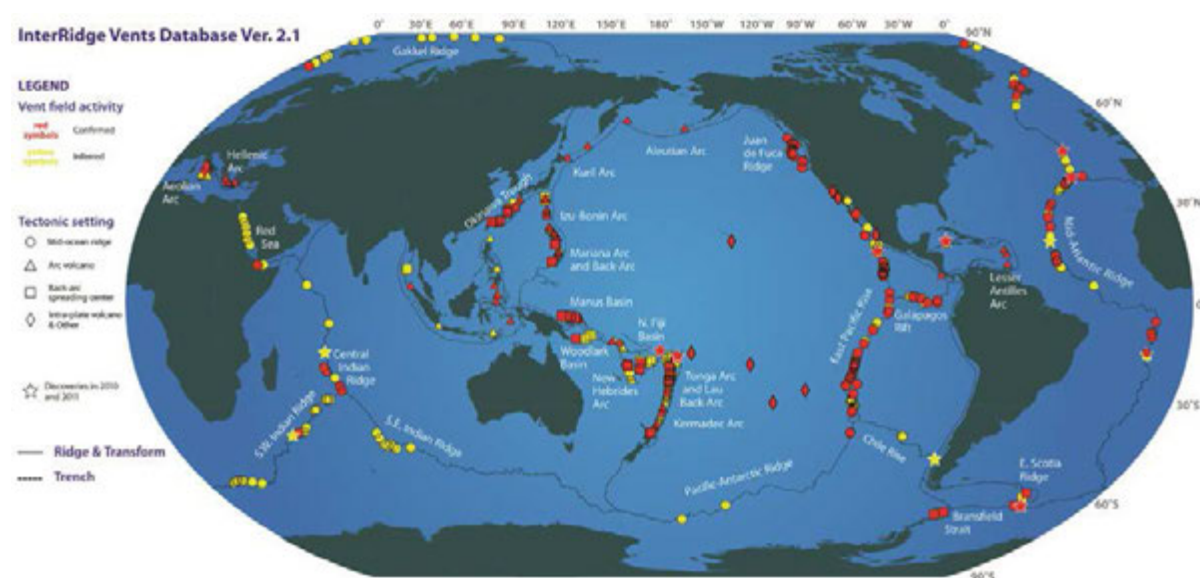 InterRidge Vents Database Ver. 2.1
LEGEND
Vent field activity
red
symbols
Confirmed
yellow
symbols
Inferred
Tectonic setting
Mid-ocean ridge
Arc volcano
Back-arc
spreading center
Intra-plate volcano
& Other
Discoveries in 2010
and 2011
Ridge & Transform
Trench
0°
30°E
60°E
90°E
120°E
150°E
180°
150°W
120°W
90°W
60°W
30°W
0°
90°N
60°N
30°N
30°S
60°S
90°S
Gakkel Ridge
Hellenic
Arc
Aeolian
Arc
Red
Sea
Central
Indian
Ridge
S.W. Indian Ridge
S.E. Indian Ridge
Okinawa Trough
Kuril Arc
Aleutian Arc
Izu-Bonin Arc
Mariana Arc
and Back Arc
Manus Basin
Woodlark
Basin
N. Fiji
Basin
New
Hebrides
Arc
Tonga Arc
and Lau
Back Arc
Kermadec Arc
Pacific-Antarctic Ridge
Juan
de Fuca
Ridge
East Pacific Rise
Galapagos
Rift
Chile Rise
Lesser
Antilles
Arc
Mid-Atlantic Ridge
E. Scotia
Ridge
Bransfield
Strait